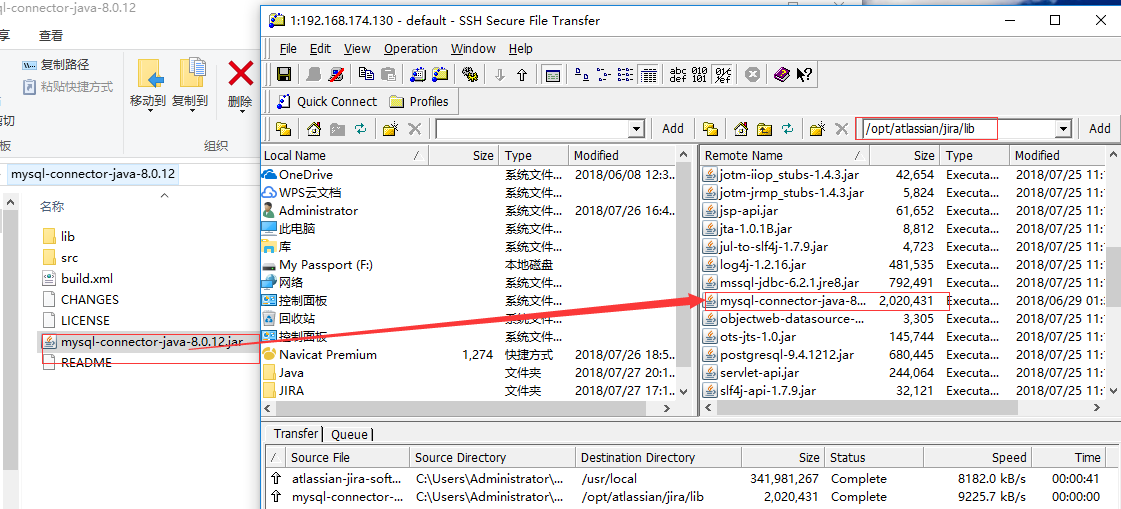 ql-connector-java-8.0.12
享 查看
复制路径
粘贴快捷方式
剪切
移动到 复制到 删除
板 组织
mysql-connector-java-8.0.12
名称
lib
src
build.xml
CHANGES
LICENSE
mysql-connector-java-8.0.12.jar
README
1:192.168.174.130 - default - SSH Secure File Transfer
File Edit View Operation Window Help
Quick Connect Profiles
Add /opt/atlassian/jira/lib Add
Local Name / Size Type Modified
OneDrive 系统文件... 2018/06/08 12:3...
WPS云文档 系统文件...
Administrator 系统文件... 2018/07/26 16:4...
此电脑 系统文件...
库 系统文件...
My Passport (F:) 本地磁盘
网络 系统文件...
控制面板 系统文件...
回收站 系统文件...
控制面板 系统文件...
Navicat Premium 1,274 快捷方式 2018/07/26 18:5...
Java 文件夹 2018/07/27 20:1...
JIRA 文件夹 2018/07/27 17:1...
Remote Name / Size Type Modified
jotm-iiop_stubs-1.4.3.jar 42,654 Executa... 2018/07/25 11:
jotm-jrmp_stubs-1.4.3.jar 5,824 Executa... 2018/07/25 11:
jsp-api.jar 61,652 Executa... 2018/07/25 11:
jta-1.0.1B.jar 8,812 Executa... 2018/07/25 11:
jul-to-slf4j-1.7.9.jar 4,723 Executa... 2018/07/25 11:
log4j-1.2.16.jar 481,535 Executa... 2018/07/25 11:
mssql-jdbc-6.2.1.jre8.jar 792,491 Executa... 2018/07/25 11:
mysql-connector-java-8... 2,020,431 Executa... 2018/06/29 01:
objectweb-datasource-... 3,305 Executa... 2018/07/25 11:
ots-jts-1.0.jar 145,744 Executa... 2018/07/25 11:
postgresql-9.4.1212.jar 680,445 Executa... 2018/07/25 11:
servlet-api.jar 244,064 Executa... 2018/07/25 11:
slf4j-api-1.7.9.jar 32,121 Executa... 2018/07/25 11:
Transfer Queue
/ Source File Source Directory Destination Directory Size Status Speed Time
atlassian-jira-soft... C:\Users\Administrator\... /usr/local 341,981,267 Complete 8182.0 kB/s 00:00:41
mysql-connector-... C:\Users\Administrator\... /opt/atlassian/jira/lib 2,020,431 Complete 9225.7 kB/s 00:00:00